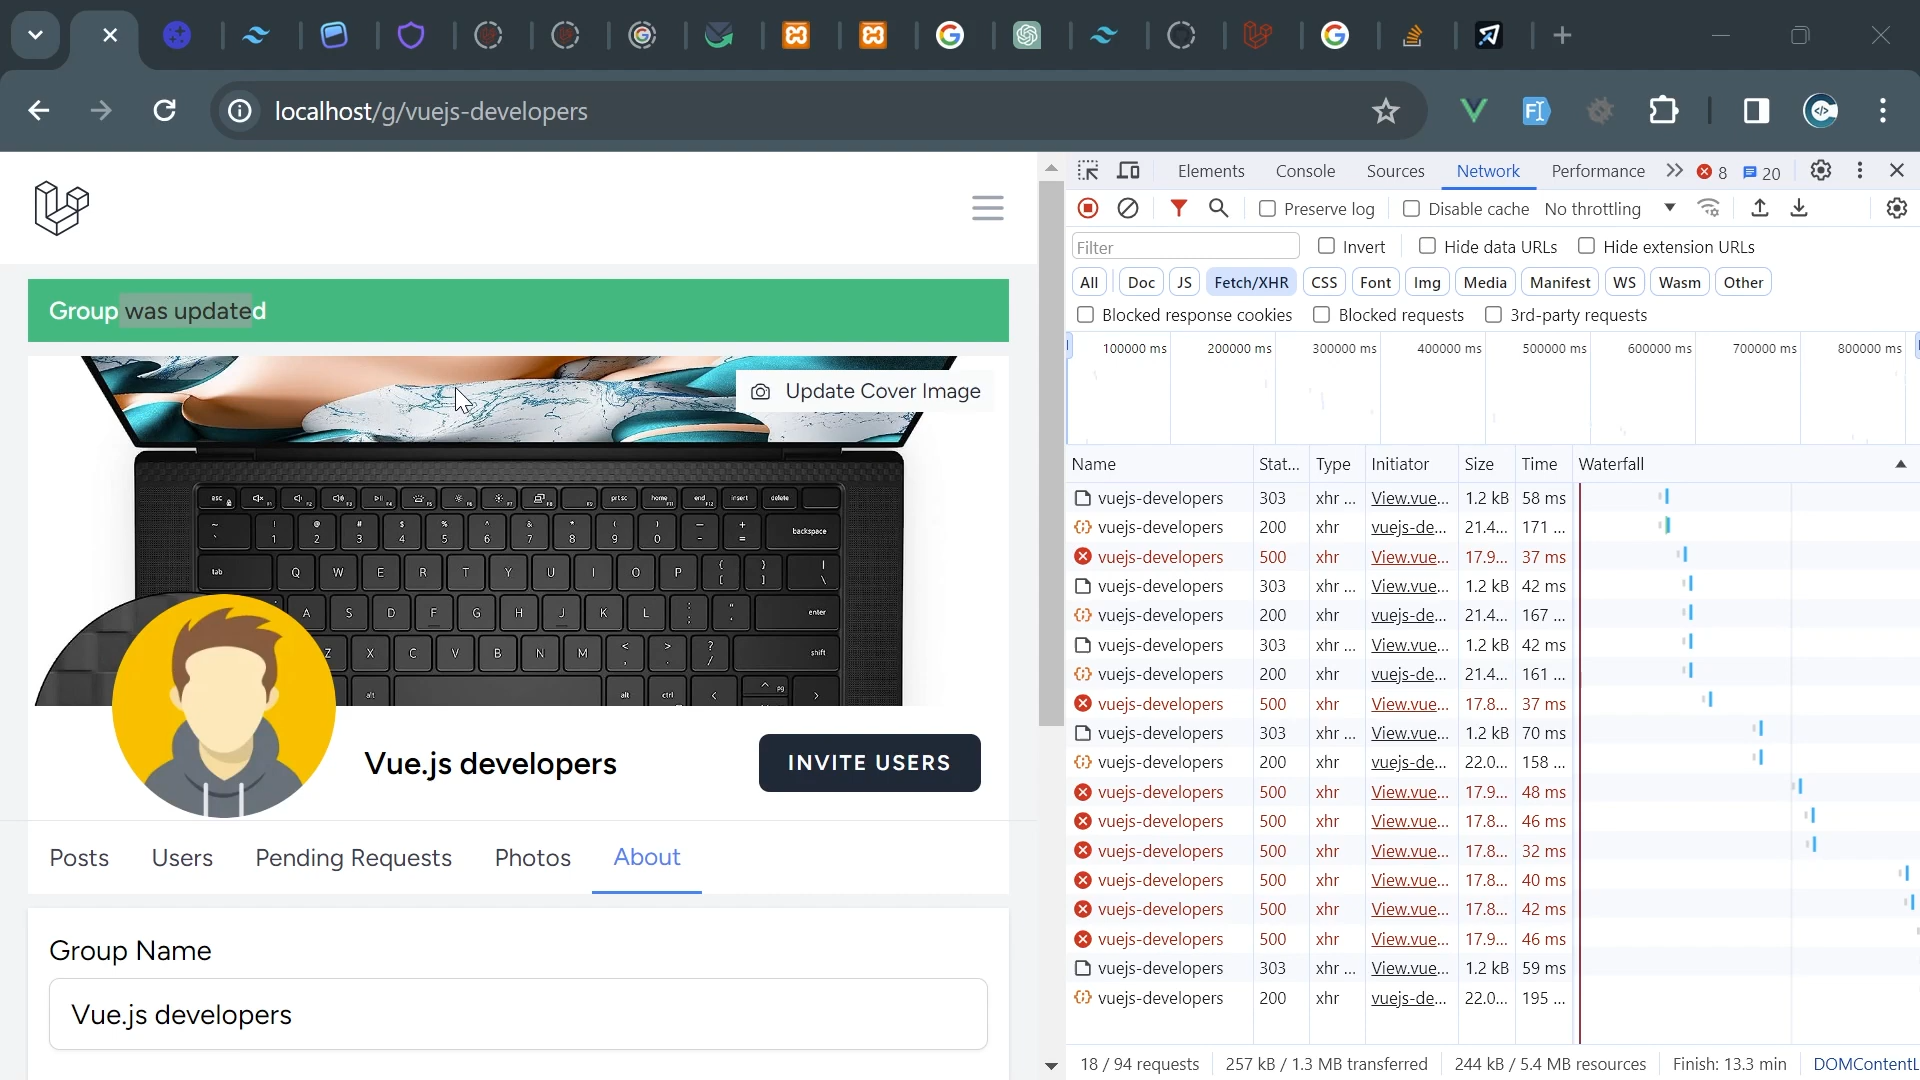 localhost/g/vuejs-developers
Group was updated
Update Cover Image
Vue.js developers
INVITE USERS
Posts
Users
Pending Requests
Photos
About
Group Name
Vue.js developers
Elements
Console
Sources
Network
Performance
8
20
Preserve log
Disable cache
No throttling
Filter
Invert
Hide data URLs
Hide extension URLs
All
Doc
JS
Fetch/XHR
CSS
Font
Img
Media
Manifest
WS
Wasm
Other
Blocked response cookies
Blocked requests
3rd-party requests
100000 ms
200000 ms
300000 ms
400000 ms
500000 ms
600000 ms
700000 ms
800000 ms
Name Stat... Type Initiator Size Time Waterfall
vuejs-developers 303 xhr ... View.vue... 1.2 kB 58 ms
vuejs-developers 200 xhr vuejs-de... 21.4... 171 ...
vuejs-developers 500 xhr View.vue... 17.9... 37 ms
vuejs-developers 303 xhr ... View.vue... 1.2 kB 42 ms
vuejs-developers 200 xhr vuejs-de... 21.4... 167 ...
vuejs-developers 303 xhr ... View.vue... 1.2 kB 42 ms
vuejs-developers 200 xhr vuejs-de... 21.4... 161 ...
vuejs-developers 500 xhr View.vue... 17.8... 37 ms
vuejs-developers 303 xhr ... View.vue... 1.2 kB 70 ms
vuejs-developers 200 xhr vuejs-de... 22.0... 158 ...
vuejs-developers 500 xhr View.vue... 17.9... 48 ms
vuejs-developers 500 xhr View.vue... 17.8... 46 ms
vuejs-developers 500 xhr View.vue... 17.8... 32 ms
vuejs-developers 500 xhr View.vue... 17.8... 40 ms
vuejs-developers 500 xhr View.vue... 17.8... 42 ms
vuejs-developers 500 xhr View.vue... 17.9... 46 ms
vuejs-developers 303 xhr ... View.vue... 1.2 kB 59 ms
vuejs-developers 200 xhr vuejs-de... 22.0... 195 ...
18 / 94 requests
257 kB / 1.3 MB transferred
244 kB / 5.4 MB resources
Finish: 13.3 min
DOMContentL